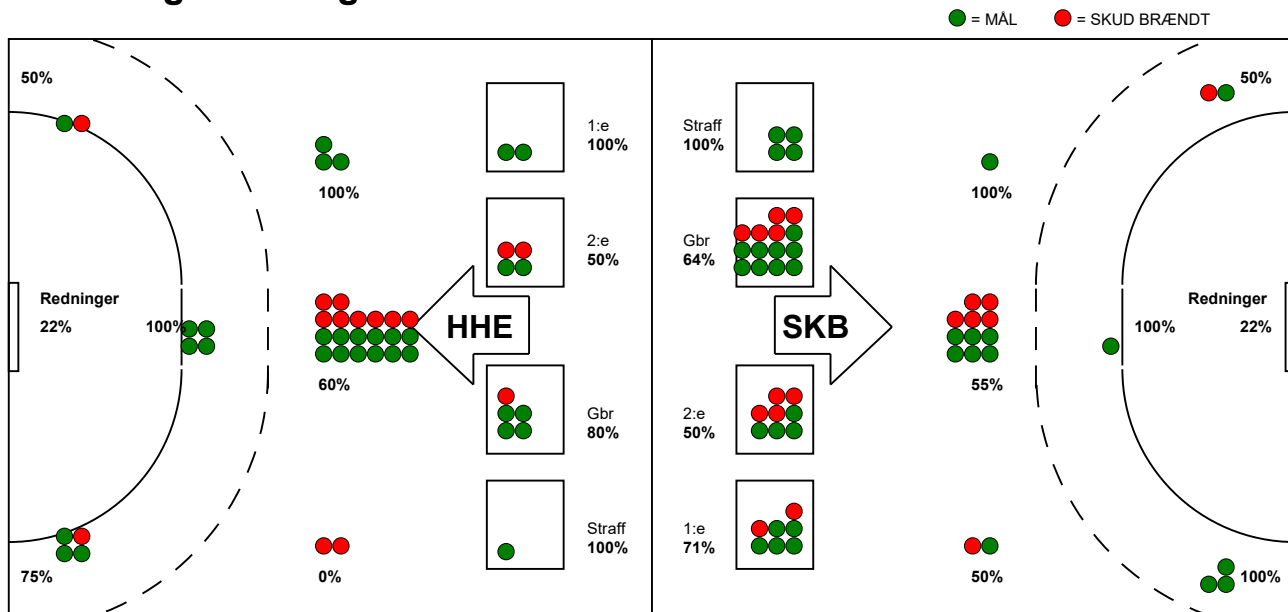 = MÅL
= SKUD BRÆNDT
50%
100%
1:e
100%
2:e
50%
Redninger
22%
100%
HHE
60%
Gbr
80%
Straff
100%
75%
0%
Straff
100%
Gbr
64%
SKB
2:e
50%
1:e
71%
50%
100%
Redninger
100%
22%
55%
50%
100%